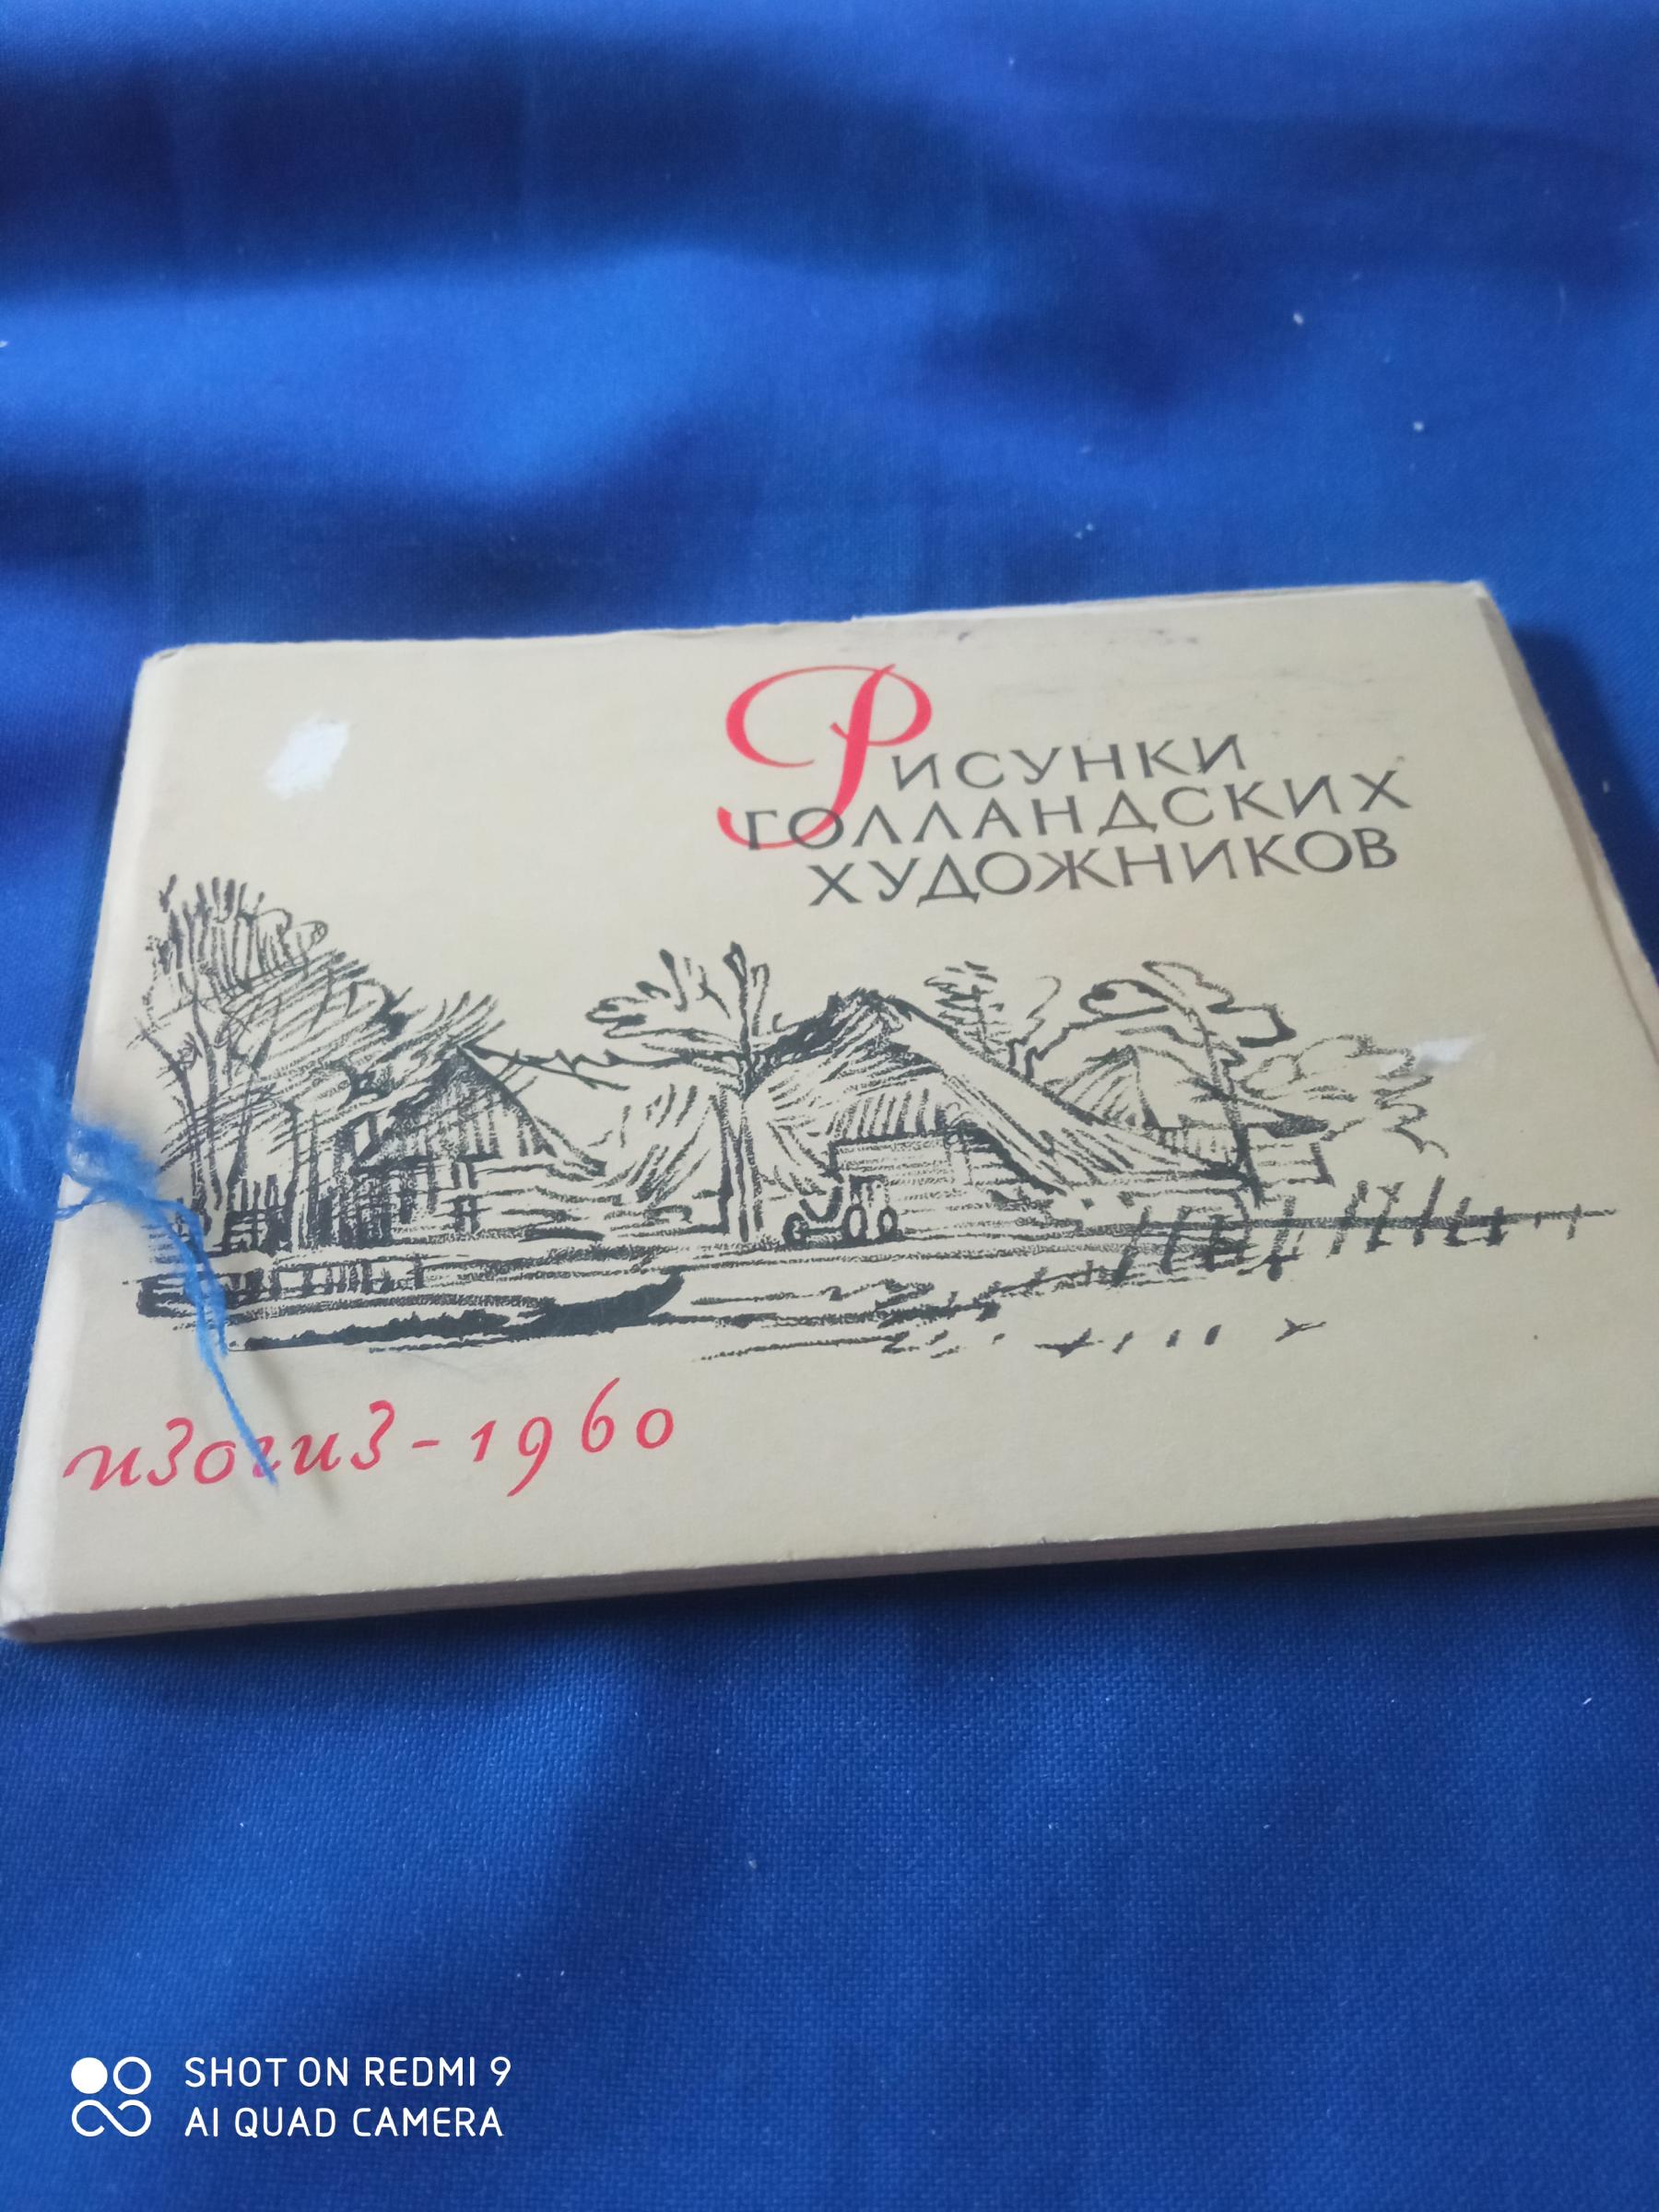 Рисунки
голландских
художников
изогиз-1960
SHOT ON REDMI 9
AI QUAD CAMERA